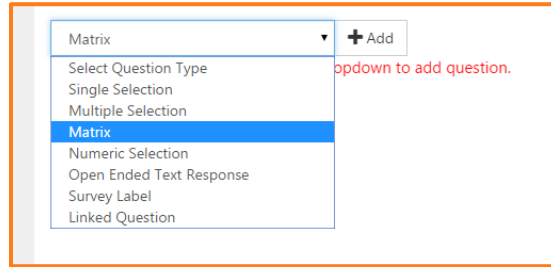 Matrix
Add
Select Question Type
to add question.
Single Selection
Multiple Selection
Matrix
Numeric Selection
Open Ended Text Response
Survey Label
Linked Question